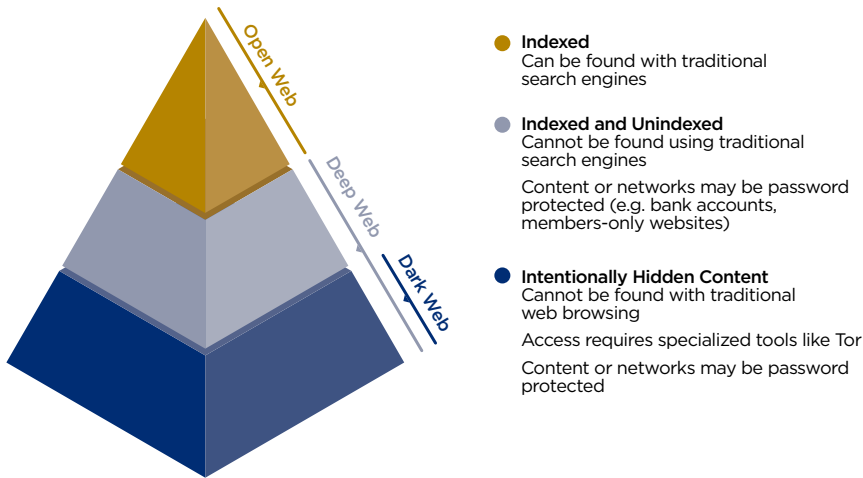 Open Web
Deep Web
Dark Web
Indexed
Can be found with traditional
search engines
Indexed and Unindexed
Cannot be found using traditional
search engines
Content or networks may be password
protected (e.g. bank accounts,
members-only websites)
Intentionally Hidden Content
Cannot be found with traditional
web browsing
Access requires specialized tools like Tor
Content or networks may be password
protected